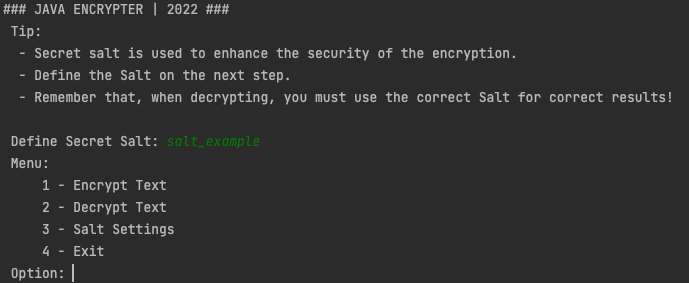 ### JAVA ENCRYPTER | 2022 ###
Tip:
- Secret salt is used to enhance the security of the encryption.
- Define the Salt on the next step.
- Remember that, when decrypting, you must use the correct Salt for correct results!
Define Secret Salt: salt_example
Menu:
1 - Encrypt Text
2 - Decrypt Text
3 - Salt Settings
4 - Exit
Option: